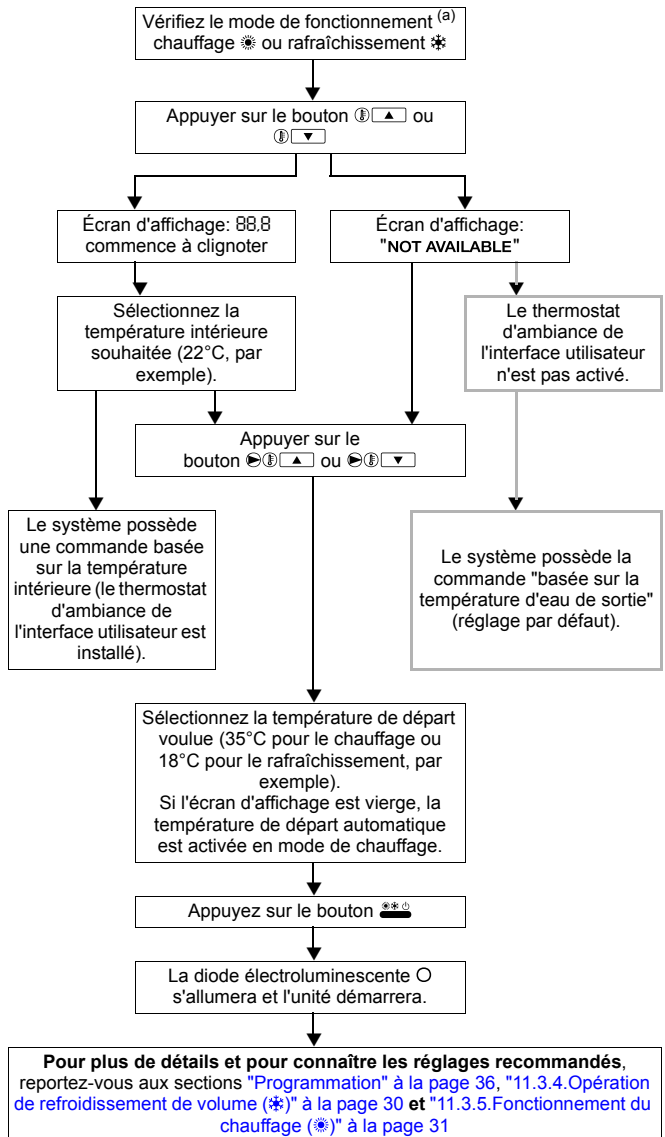 Vérifiez le mode de fonctionnement (a)
chauffage ☀ ou rafraîchissement ❄
Appuyer sur le bouton ▲ ou
▼
Écran d'affichage: 88.8
commence à clignoter
Écran d'affichage:
"NOT AVAILABLE"
Sélectionnez la
température intérieure
souhaitée (22°C, par
exemple).
Le thermostat
d'ambiance de
l'interface utilisateur
n'est pas activé.
Appuyer sur le
bouton ▲ ou ▼
Le système possède
une commande basée
sur la température
intérieure (le thermostat
d'ambiance de
l'interface utilisateur est
installé).
Le système possède la
commande "basée sur la
température d'eau de sortie"
(réglage par défaut).
Sélectionnez la température de départ
voulue (35°C pour le chauffage ou
18°C pour le rafraîchissement, par
exemple).
Si l'écran d'affichage est vierge, la
température de départ automatique
est activée en mode de chauffage.
Appuyez sur le bouton
La diode électroluminescente O
s'allumera et l'unité démarrera.
Pour plus de détails et pour connaître les réglages recommandés,
reportez-vous aux sections "Programmation" à la page 36, "11.3.4.Opération
de refroidissement de volume (❄)" à la page 30 et "11.3.5.Fonctionnement du
chauffage (☀)" à la page 31